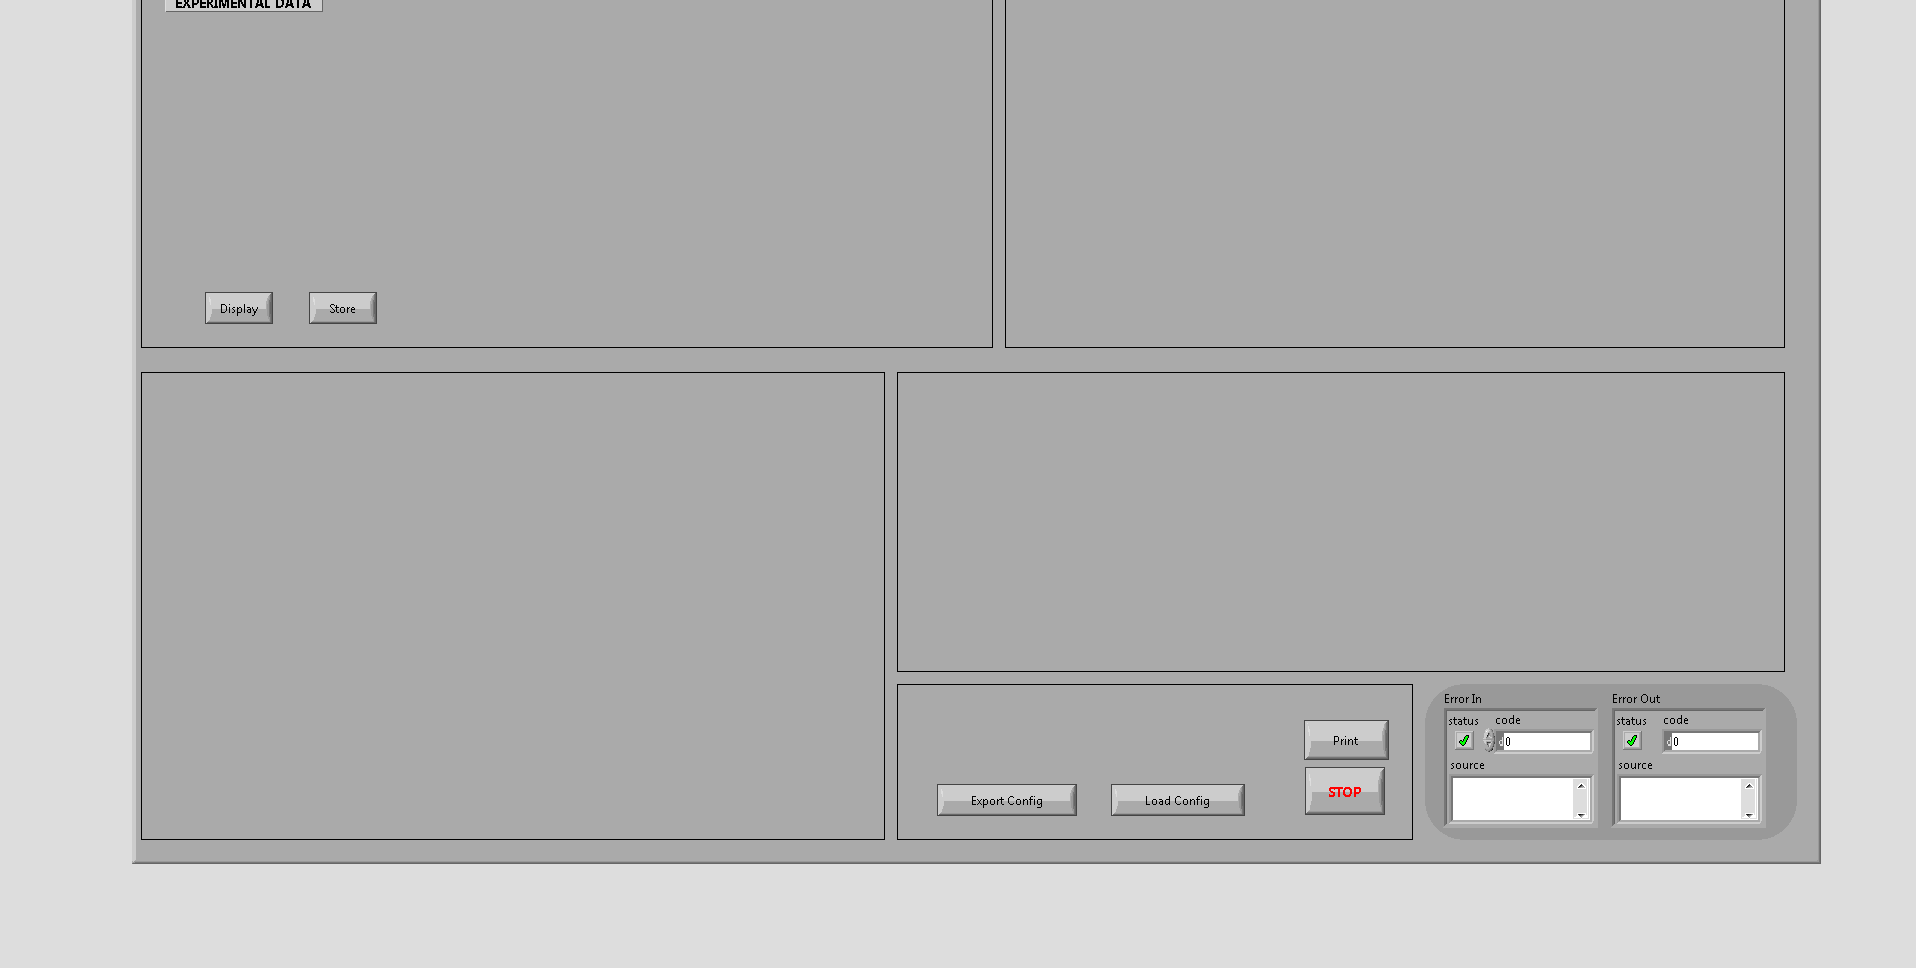 EXPERIMENTAL DATA
Display
Store
Print
STOP
Export Config
Load Config
Error In
status
code
0
source
Error Out
status
code
0
source